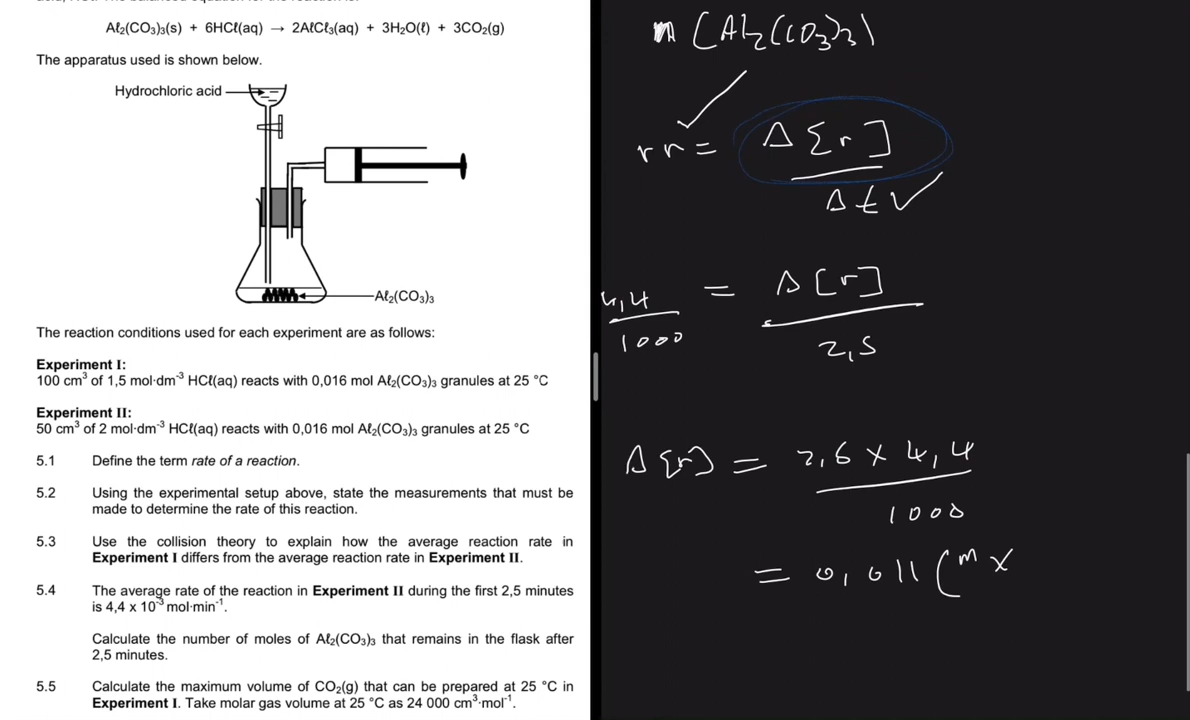 Aℓ₂(CO₃)₃(s) + 6HCℓ(aq) → 2AℓCℓ₃(aq) + 3H₂O(ℓ) + 3CO₂(g)
The apparatus used is shown below.
Hydrochloric acid
Aℓ₂(CO₃)₃
The reaction conditions used for each experiment are as follows:
Experiment I:
100 cm³ of 1,5 mol·dm⁻³ HCℓ(aq) reacts with 0,016 mol Aℓ₂(CO₃)₃ granules at 25 °C
Experiment II:
50 cm³ of 2 mol·dm⁻³ HCℓ(aq) reacts with 0,016 mol Aℓ₂(CO₃)₃ granules at 25 °C
5.1 Define the term rate of a reaction.
5.2 Using the experimental setup above, state the measurements that must be
made to determine the rate of this reaction.
5.3 Use the collision theory to explain how the average reaction rate in
Experiment I differs from the average reaction rate in Experiment II.
5.4 The average rate of the reaction in Experiment II during the first 2,5 minutes
is 4,4 x 10⁻³ mol·min⁻¹.
Calculate the number of moles of Aℓ₂(CO₃)₃ that remains in the flask after
2,5 minutes.
5.5 Calculate the maximum volume of CO₂(g) that can be prepared at 25 °C in
Experiment I. Take molar gas volume at 25 °C as 24 000 cm³·mol⁻¹.
n (Al₂(CO₃)₃)
rr = Δ[r]
Δt
4,4 = Δ[r]
1000 2,5
Δ[r] = 2,5 × 4,4
1000
= 0,011 (m x